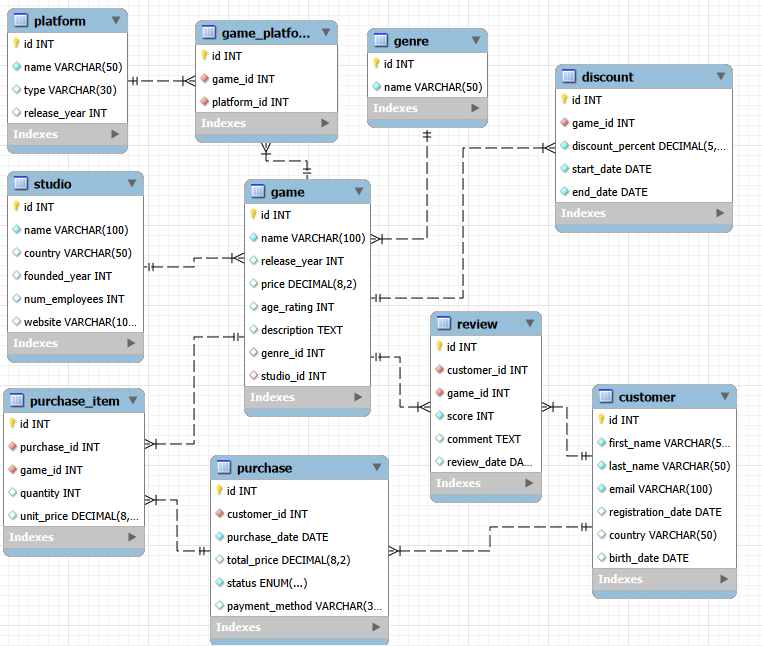 platform
id INT
name VARCHAR(50)
type VARCHAR(30)
release_year INT
Indexes
game_platfo...
id INT
game_id INT
platform_id INT
Indexes
genre
id INT
name VARCHAR(50)
Indexes
discount
id INT
game_id INT
discount_percent DECIMAL(5,...
start_date DATE
end_date DATE
Indexes
studio
id INT
name VARCHAR(100)
country VARCHAR(50)
founded_year INT
num_employees INT
website VARCHAR(10...
Indexes
game
id INT
name VARCHAR(100)
release_year INT
price DECIMAL(8,2)
age_rating INT
description TEXT
genre_id INT
studio_id INT
Indexes
review
id INT
customer_id INT
game_id INT
score INT
comment TEXT
review_date DA...
Indexes
customer
id INT
first_name VARCHAR(5...
last_name VARCHAR(50)
email VARCHAR(100)
registration_date DATE
country VARCHAR(50)
birth_date DATE
Indexes
purchase_item
id INT
purchase_id INT
game_id INT
quantity INT
unit_price DECIMAL(8,...
Indexes
purchase
id INT
customer_id INT
purchase_date DATE
total_price DECIMAL(8,2)
status ENUM(...)
payment_method VARCHAR(3...
Indexes